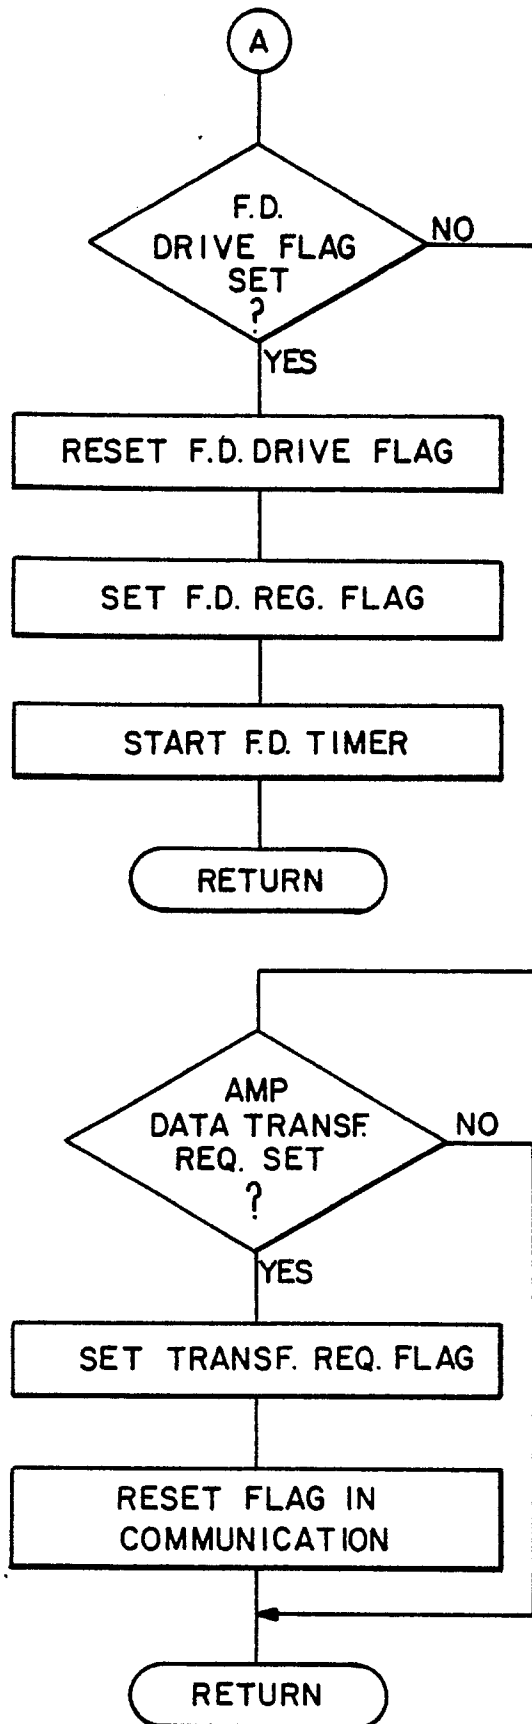 A
F.D.
DRIVE FLAG
SET
?
NO
YES
RESET F.D. DRIVE FLAG
SET F.D. REG. FLAG
START F.D. TIMER
RETURN
AMP
DATA TRANSF.
REQ. SET
?
NO
YES
SET TRANSF. REQ. FLAG
RESET FLAG IN
COMMUNICATION
RETURN